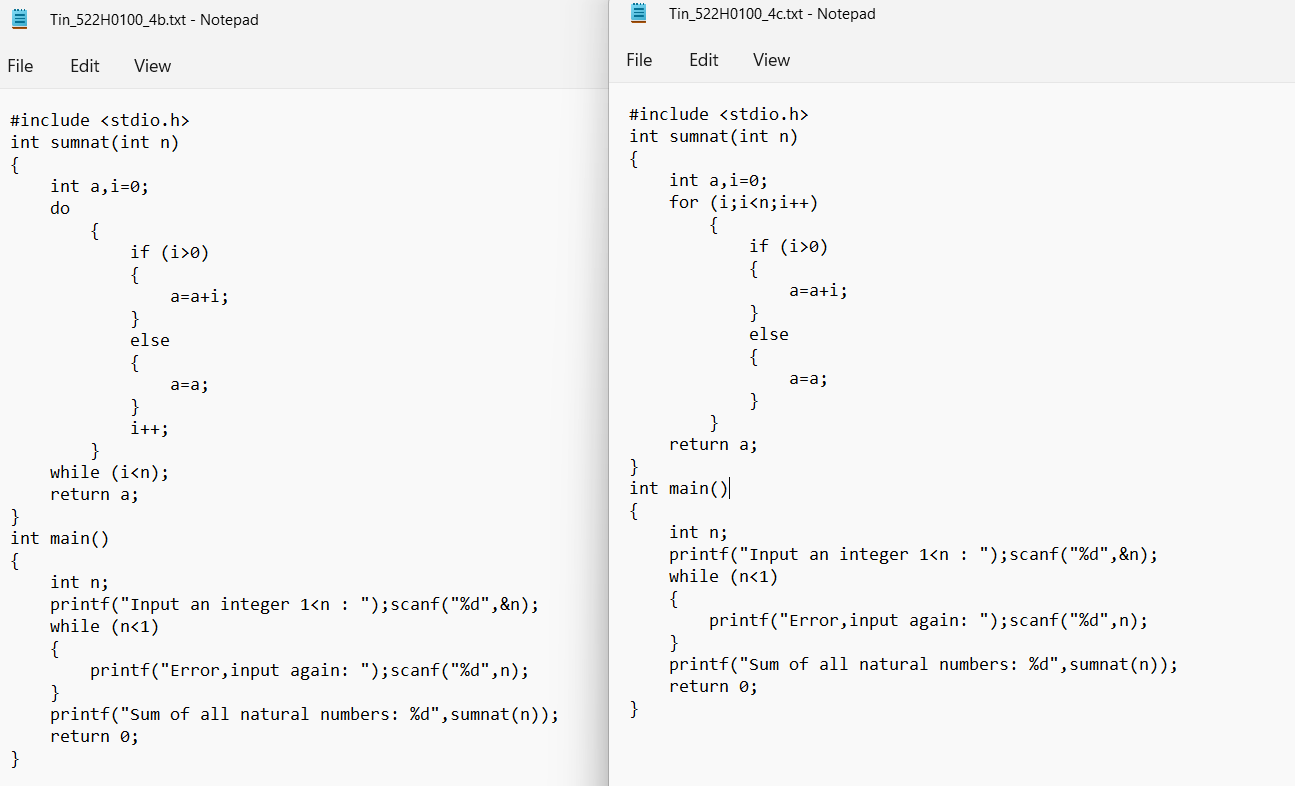 Tin_522H0100_4b.txt - Notepad
File Edit View
#include <stdio.h>
int sumnat(int n)
{
    int a,i=0;
    do
        {
            if (i>0)
            {
                a=a+i;
            }
            else
            {
                a=a;
            }
            i++;
        }
    while (i<n);
    return a;
}
int main()
{
    int n;
    printf("Input an integer 1<n : ");scanf("%d",&n);
    while (n<1)
    {
        printf("Error,input again: ");scanf("%d",n);
    }
    printf("Sum of all natural numbers: %d",sumnat(n));
    return 0;
}
Tin_522H0100_4c.txt - Notepad
File Edit View
#include <stdio.h>
int sumnat(int n)
{
    int a,i=0;
    for (i;i<n;i++)
        {
            if (i>0)
            {
                a=a+i;
            }
            else
            {
                a=a;
            }
        }
    return a;
}
int main()
{
    int n;
    printf("Input an integer 1<n : ");scanf("%d",&n);
    while (n<1)
    {
        printf("Error,input again: ");scanf("%d",n);
    }
    printf("Sum of all natural numbers: %d",sumnat(n));
    return 0;
}